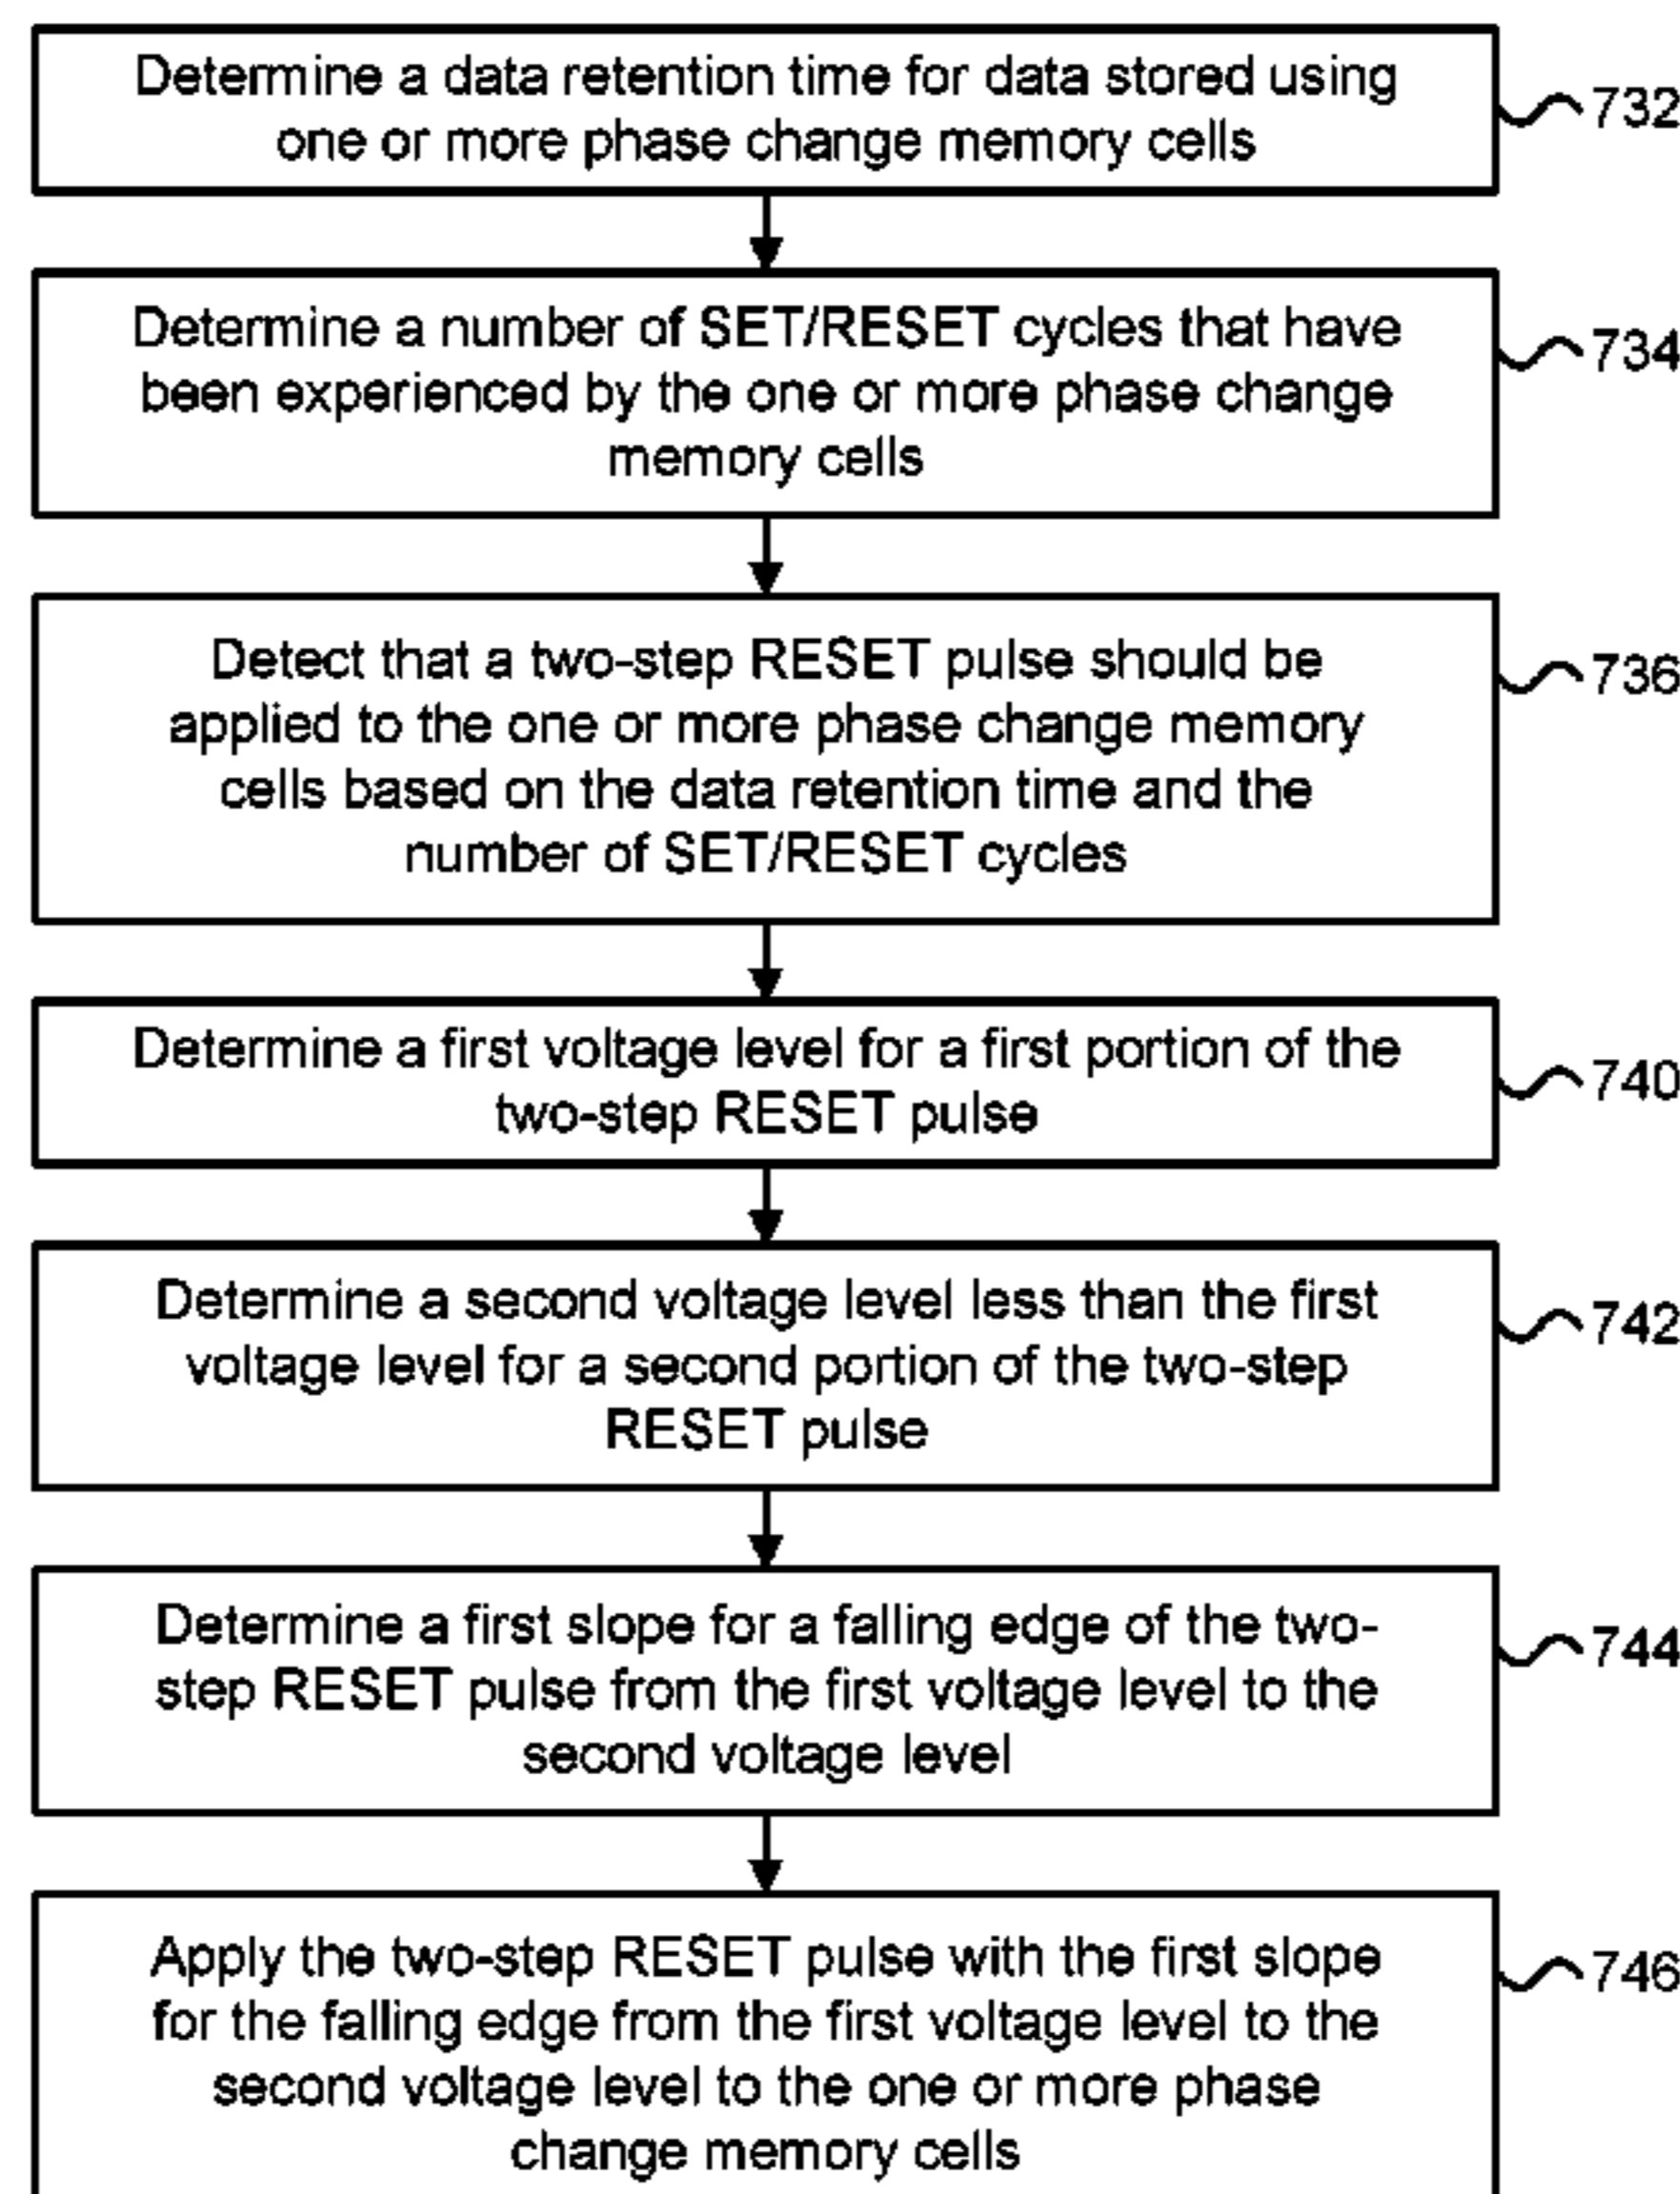 Determine a data retention time for data stored using
one or more phase change memory cells
732
Determine a number of SET/RESET cycles that have
been experienced by the one or more phase change
memory cells
734
Detect that a two-step RESET pulse should be
applied to the one or more phase change memory
cells based on the data retention time and the
number of SET/RESET cycles
736
Determine a first voltage level for a first portion of the
two-step RESET pulse
740
Determine a second voltage level less than the first
voltage level for a second portion of the two-step
RESET pulse
742
Determine a first slope for a falling edge of the two-
step RESET pulse from the first voltage level to the
second voltage level
744
Apply the two-step RESET pulse with the first slope
for the falling edge from the first voltage level to the
second voltage level to the one or more phase
change memory cells
746